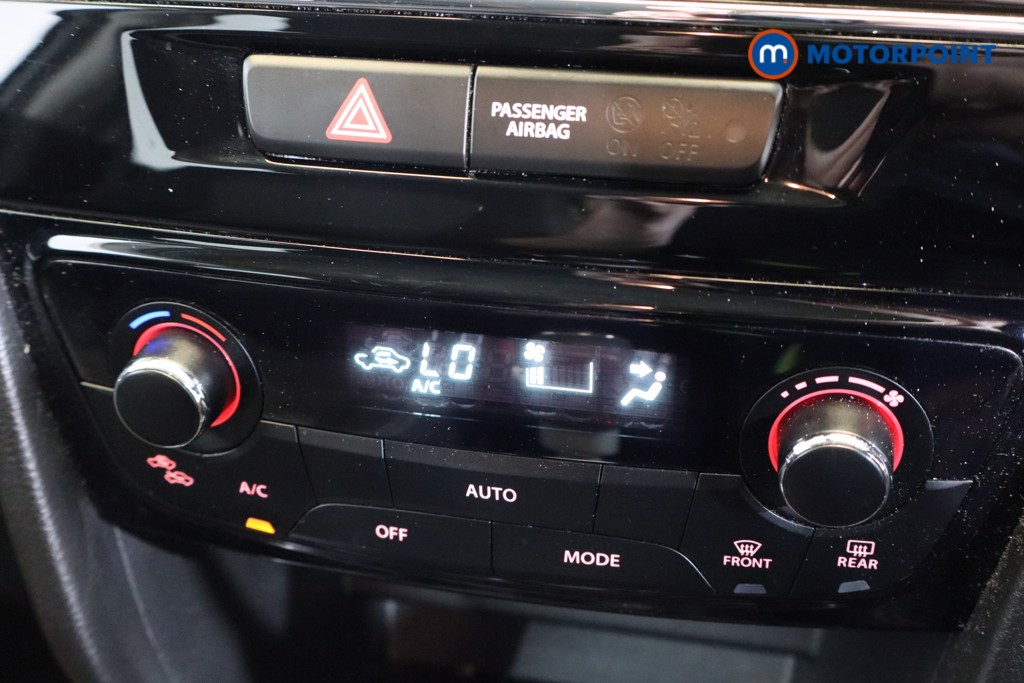 MOTORPOINT
PASSENGER
AIRBAG
ON OFF
LO
A/C
A/C
AUTO
OFF
MODE
FRONT
REAR